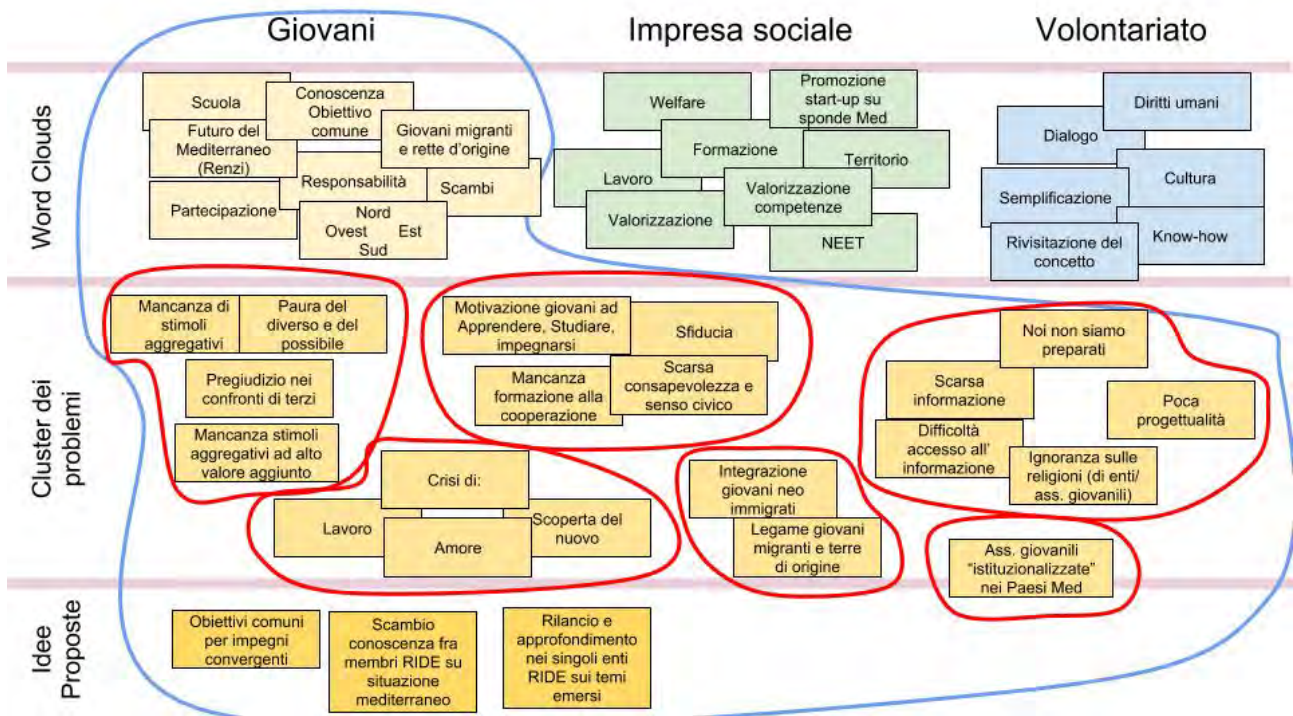 Giovani
Impresa sociale
Volontariato
Word Clouds
Scuola
Conoscenza
Obiettivo
comune
Futuro del
Mediterraneo
(Renzi)
Giovani migranti
e rette d'origine
Responsabilità
Scambi
Partecipazione
Nord
Ovest Est
Sud
Welfare
Promozione
start-up su
sponde Med
Formazione
Territorio
Lavoro
Valorizzazione
competenze
Valorizzazione
NEET
Diritti umani
Dialogo
Cultura
Semplificazione
Know-how
Rivisitazione del
concetto
Cluster dei
problemi
Mancanza di
stimoli
aggregativi
Paura del
diverso e del
possibile
Pregiudizio nei
confronti di terzi
Mancanza stimoli
aggregativi ad alto
valore aggiunto
Motivazione giovani ad
Apprendere, Studiare,
impegnarsi
Sfiducia
Mancanza
formazione alla
cooperazione
Scarsa
consapevolezza e
senso civico
Noi non siamo
preparati
Scarsa
informazione
Poca
progettualità
Difficoltà
accesso all'
informazione
Ignoranza sulle
religioni (di enti/
ass. giovanili)
Crisi di:
Lavoro
Amore
Scoperta del
nuovo
Integrazione
giovani neo
immigrati
Legame giovani
migranti e terre
di origine
Ass. giovanili
"istituzionalizzate"
nei Paesi Med
Idee
Proposte
Obiettivi comuni
per impegni
convergenti
Scambio
conoscenza fra
membri RIDE su
situazione
mediterraneo
Rilancio e
approfondimento
nei singoli enti
RIDE sui temi
emersi